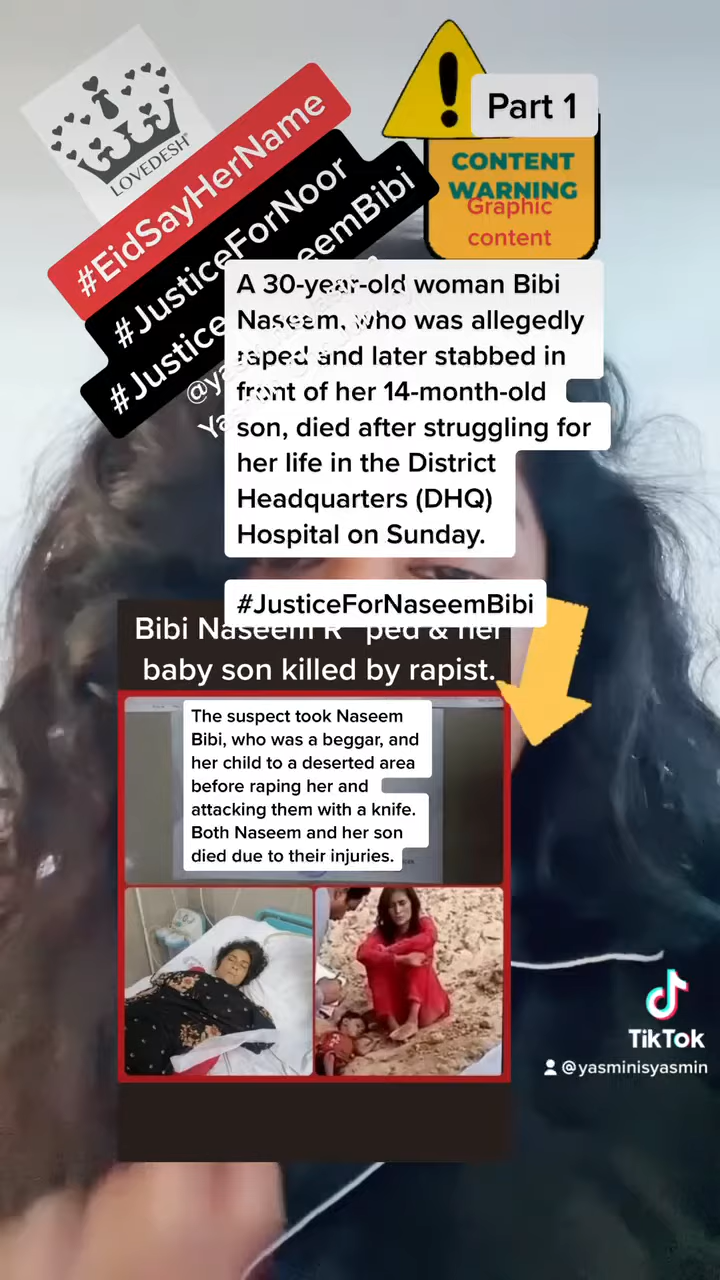 LOVEDESH
#EidSayHerName
#JusticeForNoor
#Justice eemBibi
Part 1
CONTENT
WARNING
Graphic
content
A 30-year-old woman Bibi
Naseem, who was allegedly
raped and later stabbed in
front of her 14-month-old
son, died after struggling for
her life in the District
Headquarters (DHQ)
Hospital on Sunday.
#JusticeForNaseemBibi
Bibi Naseem R ped & her
baby son killed by rapist.
The suspect took Naseem
Bibi, who was a beggar, and
her child to a deserted area
before raping her and
attacking them with a knife.
Both Naseem and her son
died due to their injuries.
TikTok
@yasminisyasmin